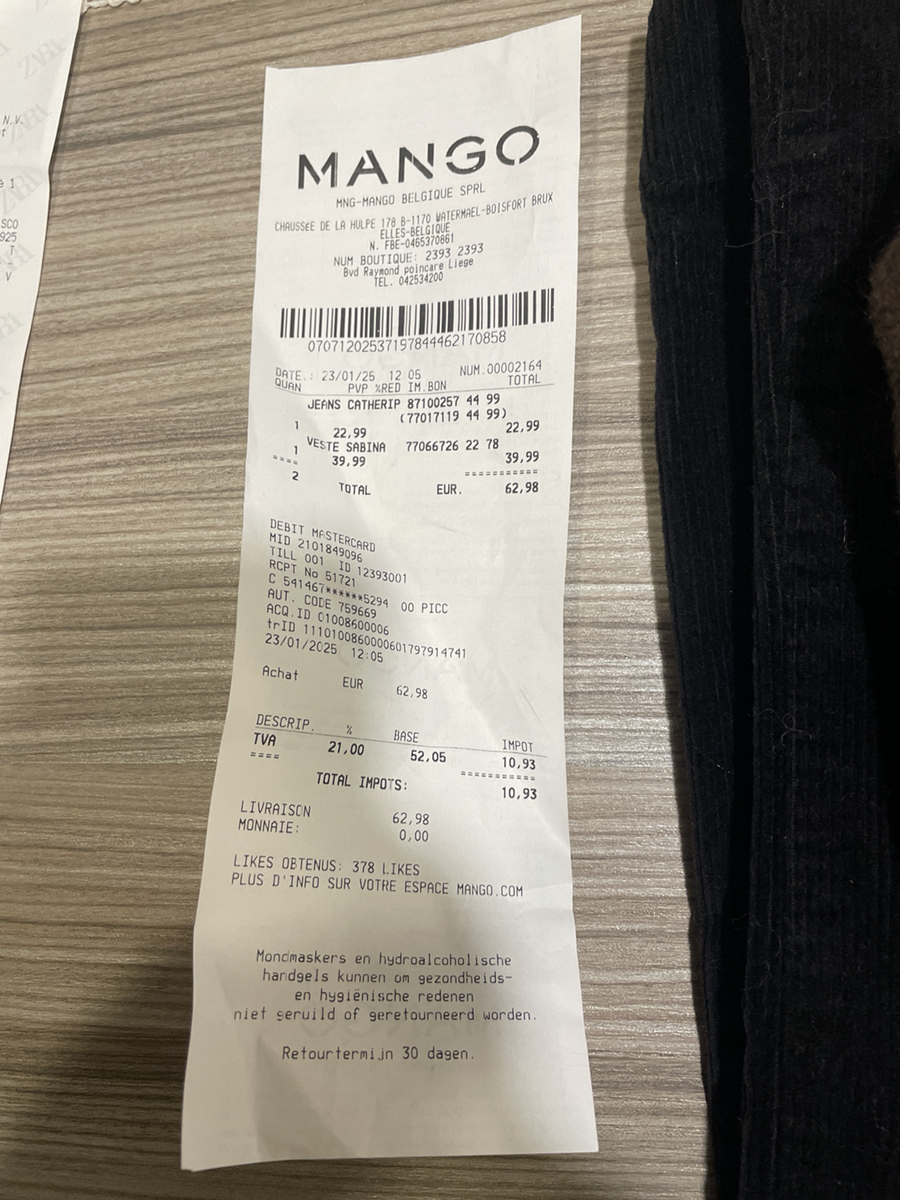 MANGO
MNG-MANGO BELGIQUE SPRL
CHAUSSEE DE LA HULPE 178 B-1170 WATERMAEL-BOISFORT BRUX
ELLES-BELGIQUE
N. FBE-0465370861
NUM BOUTIQUE: 2393 2393
Bvd Raymond poincare Liege
TEL. 042534200
07071202537197844462170858
DATE.: 23/01/25 12 05 NUM.00002164
QUAN PVP %RED IM.BON TOTAL
JEANS CATHERIP 87100257 44 99
(77017119 44 99)
1 22,99 22,99
VESTE SABINA 77066726 22 78
1 39,99 39,99
==== ===========
2 TOTAL EUR. 62,98
DEBIT MASTERCARD
MID 2101849096
TILL 001 ID 12393001
RCPT No 51721
C 541467******5294 00 PICC
AUT. CODE 759669
ACQ.ID 01008600006
trID 1110100860000601797914741
23/01/2025 12:05
Achat EUR 62,98
DESCRIP. % BASE IMPOT
TVA 21,00 52,05 10,93
==== ===========
TOTAL IMPOTS: 10,93
LIVRAISON 62,98
MONNAIE: 0,00
LIKES OBTENUS: 378 LIKES
PLUS D'INFO SUR VOTRE ESPACE MANGO.COM
Mondmaskers en hydroalcoholische
handgels kunnen om gezondheids-
en hygiënische redenen
niet geruild of geretourneerd worden.
Retourtermijn 30 dagen.
ZARA
N.V.
SCO
925
T
V